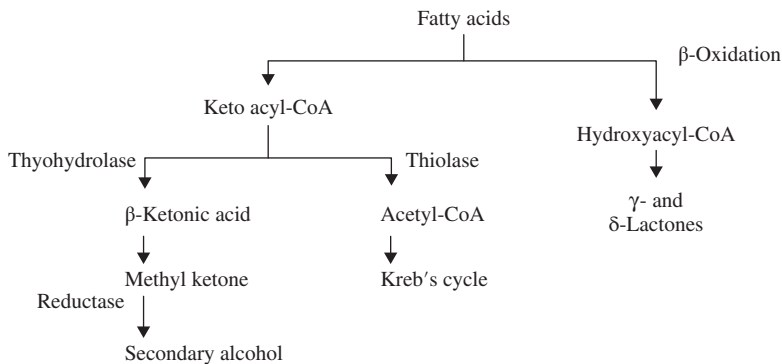 Fatty acids
β-Oxidation
Keto acyl-CoA
Hydroxyacyl-CoA
Thyohydrolase
Thiolase
β-Ketonic acid
Acetyl-CoA
γ- and
δ-Lactones
Methyl ketone
Kreb's cycle
Reductase
Secondary alcohol